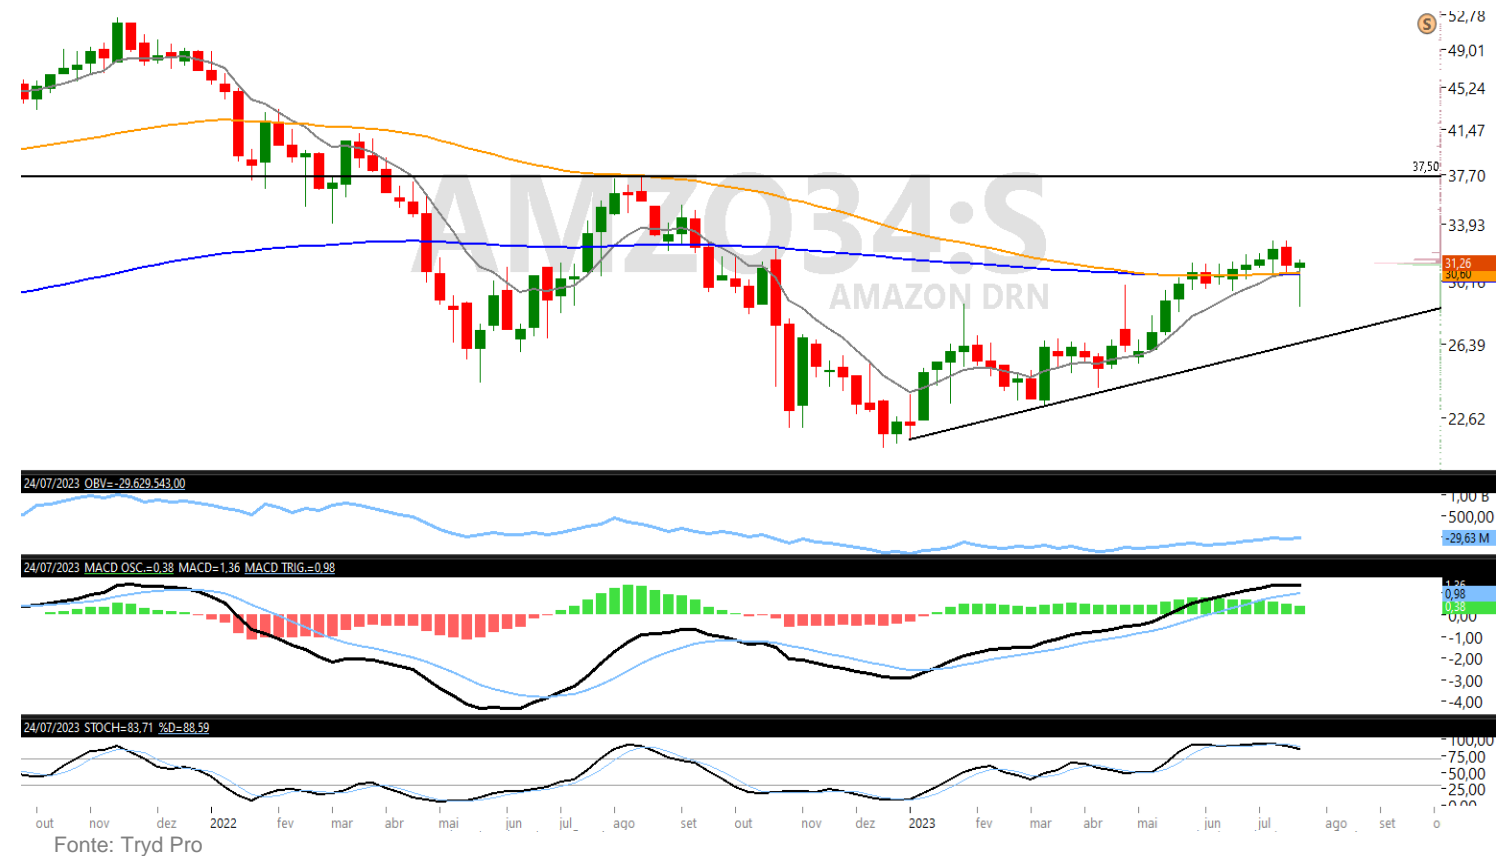 52,78
S
49,01
45,24
41,47
37,50
37,70
AMZO34:S
33,93
31,26
30,60
AMAZON DRN
26,39
22,62
24/07/2023 OBV=-29.629.543,00
1,00 B
500,00
-29,63 M
24/07/2023 MACD OSC.=0,38 MACD=1,36 MACD TRIG.=0,98
1,36
0,98
0,38
0,00
-1,00
-2,00
-3,00
-4,00
24/07/2023 STOCH=83,71 %D=88,59
100,00
75,00
50,00
25,00
0,00
out nov dez 2022 fev mar abr mai jun jul ago set out nov dez 2023 fev mar abr mai jun jul ago set o
Fonte: Tryd Pro